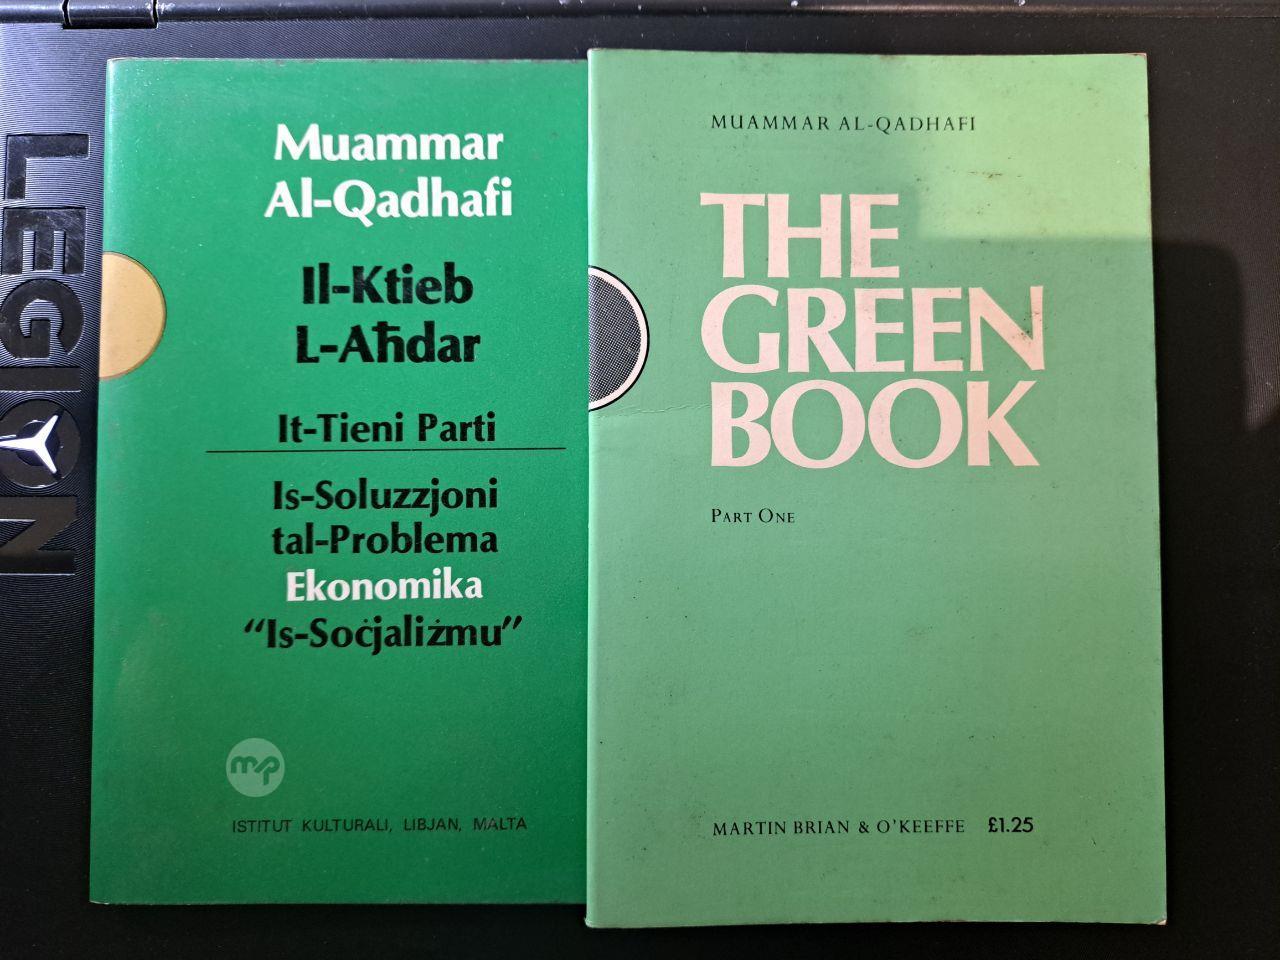 LEGION
Muammar
Al-Qadhafi
Il-Ktieb
L-Aħdar
It-Tieni Parti
Is-Soluzzjoni
tal-Problema
Ekonomika
“Is-Soċjaliżmu”
mp
ISTITUT KULTURALI, LIBJAN, MALTA
MUAMMAR AL-QADHAFI
THE
GREEN
BOOK
PART ONE
MARTIN BRIAN & O'KEEFFE £1.25